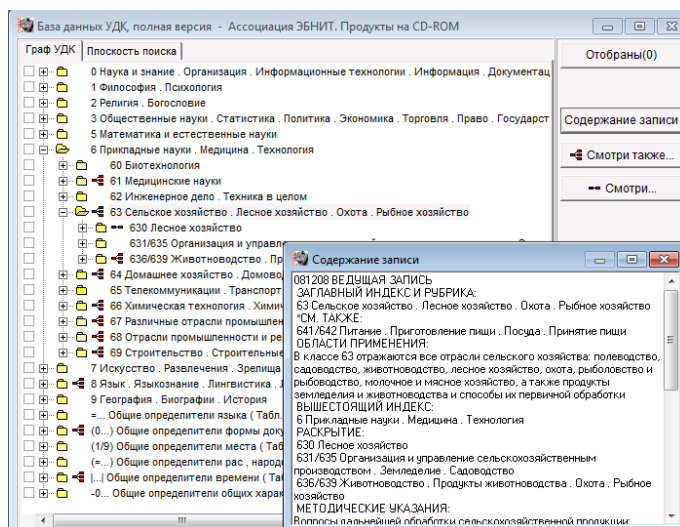 База данных УДК, полная версия - Ассоциация ЭБНИТ. Продукты на CD-ROM
Граф УДК Плоскость поиска
0 Наука и знание . Организация . Информационные технологии . Информация . Документац
1 Философия . Психология
2 Религия . Богословие
3 Общественные науки . Статистика . Политика . Экономика . Торговля . Право . Государст
5 Математика и естественные науки
6 Прикладные науки . Медицина . Технология
60 Биотехнология
61 Медицинские науки
62 Инженерное дело . Техника в целом
63 Сельское хозяйство . Лесное хозяйство . Охота . Рыбное хозяйство
630 Лесное хозяйство
631/635 Организация и управле
636/639 Животноводство . Пр
64 Домашнее хозяйство . Домовод
65 Телекоммуникации . Транспорт
66 Химическая технология . Химич
67 Различные отрасли промышлен
68 Отрасли промышленности и ре
69 Строительство . Строительные
7 Искусство . Развлечения . Зрелища
8 Язык . Языкознание . Лингвистика .
9 География . Биографии . История
=... Общие определители языка ( Табл.
(0...) Общие определители формы доку
(1/9) Общие определители места ( Таб
(=...) Общие определители рас , народ
|...| Общие определители времени ( Таб
-0... Общие определители общих харак
Отобраны(0)
Содержание записи
Смотри также...
Смотри...
Содержание записи
081208 ВЕДУЩАЯ ЗАПИСЬ
ЗАГЛАВНЫЙ ИНДЕКС И РУБРИКА:
63 Сельское хозяйство . Лесное хозяйство . Охота . Рыбное хозяйство
*СМ. ТАКЖЕ:
641/642 Питание . Приготовление пищи . Посуда . Принятие пищи
ОБЛАСТИ ПРИМЕНЕНИЯ:
В классе 63 отражаются все отрасли сельского хозяйства: полеводство,
садоводство, животноводство, лесное хозяйство, охота, рыболовство и
рыбоводство, молочное и мясное хозяйство, а также продукты
земледелия и животноводства и способы их первичной обработки
ВЫШЕСТОЯЩИЙ ИНДЕКС:
6 Прикладные науки . Медицина . Технология
РАСКРЫТИЕ:
630 Лесное хозяйство
631/635 Организация и управление сельскохозяйственным
производством . Земледелие . Садоводство
636/639 Животноводство . Продукты животноводства . Охота . Рыбное
хозяйство
МЕТОДИЧЕСКИЕ УКАЗАНИЯ:
Вопросы дальнейшей обработки сельскохозяйственной продукции